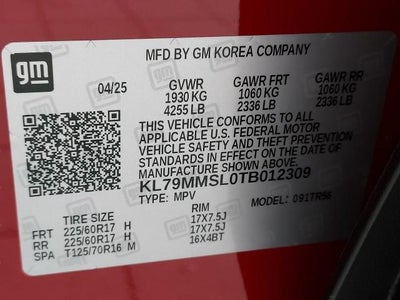 gm
MFD BY GM KOREA COMPANY
04/25 GVWR GAWR FRT GAWR RR
1930 KG 1060 KG 1060 KG
4255 LB 2336 LB 2336 LB
THIS VEHICLE CONFORMS TO ALL
APPLICABLE U.S. FEDERAL MOTOR
VEHICLE SAFETY AND THEFT PREVENTION
STANDARDS IN EFFECT ON THE DATE OF
MANUFACTURE SHOWN ABOVE.
KL79MMSL0TB012309
TYPE: MPV MODEL: 091TR56
TIRE SIZE RIM
FRT 225/60R17 H 17X7.5J
RR 225/60R17 H 17X7.5J
SPA T125/70R16 M 16X4BT